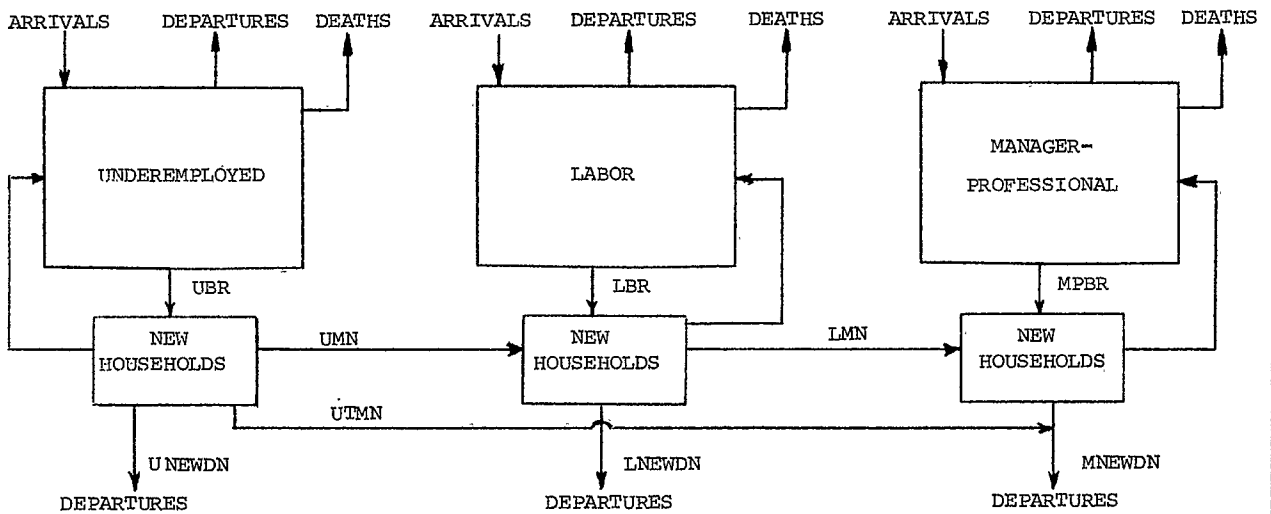 ARRIVALS DEPARTURES DEATHS ARRIVALS DEPARTURES DEATHS ARRIVALS DEPARTURES DEATHS
UNDEREMPLOYED
LABOR
MANAGER-
PROFESSIONAL
UBR
LBR
MPBR
NEW
HOUSEHOLDS
UMN
NEW
HOUSEHOLDS
LMN
NEW
HOUSEHOLDS
UTMN
UNEWDN
LNEWDN
MNEWDN
DEPARTURES
DEPARTURES
DEPARTURES